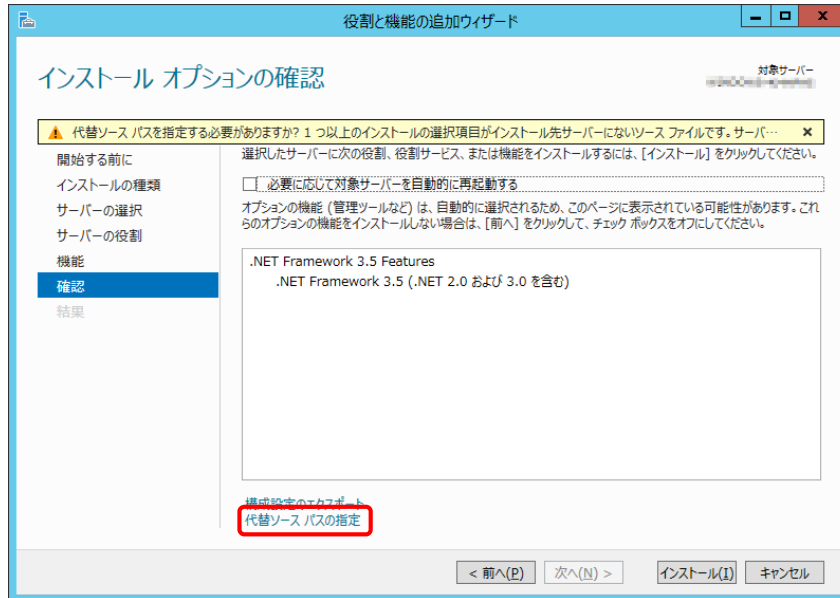 役割と機能の追加ウィザード
インストール オプションの確認
対象サーバー
代替ソース パスを指定する必要がありますか? 1 つ以上のインストールの選択項目がインストール先サーバーにないソース ファイルです。サーバ…
開始する前に
インストールの種類
サーバーの選択
サーバーの役割
機能
確認
結果
選択したサーバーに次の役割、役割サービス、または機能をインストールするには、[インストール] をクリックしてください。
必要に応じて対象サーバーを自動的に再起動する
オプションの機能 (管理ツールなど) は、自動的に選択されるため、このページに表示されている可能性があります。これ
らのオプションの機能をインストールしない場合は、[前へ] をクリックして、チェック ボックスをオフにしてください。
.NET Framework 3.5 Features
.NET Framework 3.5 (.NET 2.0 および 3.0 を含む)
構成設定のエクスポート
代替ソース パスの指定
< 前へ(P)
次へ(N) >
インストール(I)
キャンセル